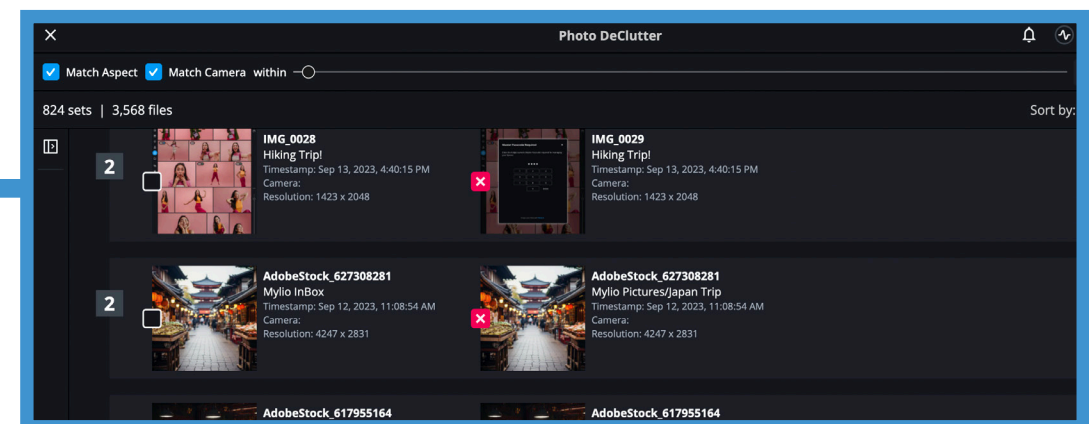 Photo DeClutter
Match Aspect Match Camera within
824 sets | 3,568 files
Sort by:
2
IMG_0028
Hiking Trip!
Timestamp: Sep 13, 2023, 4:40:15 PM
Camera:
Resolution: 1423 x 2048
IMG_0029
Hiking Trip!
Timestamp: Sep 13, 2023, 4:40:15 PM
Camera:
Resolution: 1423 x 2048
2
AdobeStock_627308281
Mylio InBox
Timestamp: Sep 12, 2023, 11:08:54 AM
Camera:
Resolution: 4247 x 2831
AdobeStock_627308281
Mylio Pictures/Japan Trip
Timestamp: Sep 12, 2023, 11:08:54 AM
Camera:
Resolution: 4247 x 2831
AdobeStock_617955164
AdobeStock_617955164